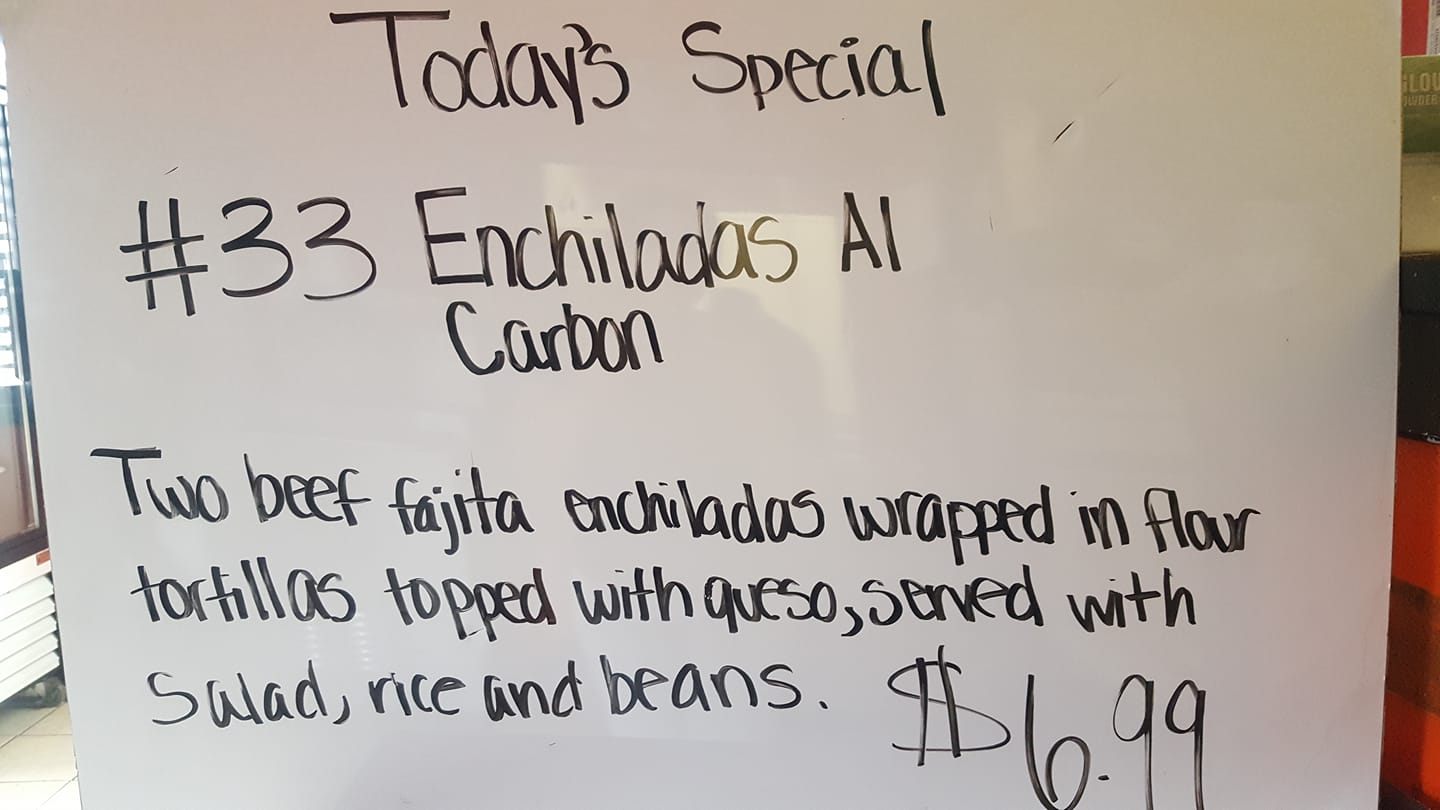 Today's Special
#33 Enchiladas Al
Carbon
Two beef fajita enchiladas wrapped in flour
tortillas topped with queso, served with
Salad, rice and beans. $6.99